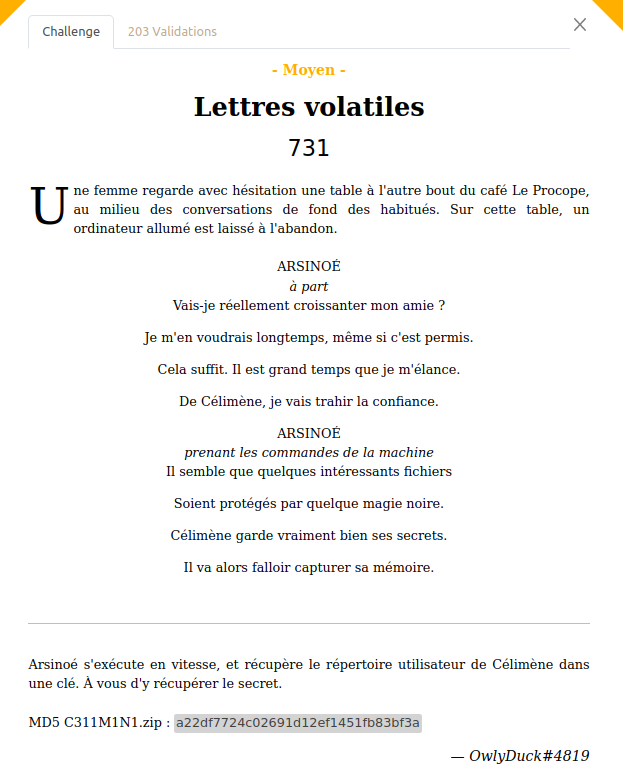 Challenge
203 Validations
- Moyen -
Lettres volatiles
731
Une femme regarde avec hésitation une table à l'autre bout du café Le Procope,
au milieu des conversations de fond des habitués. Sur cette table, un
ordinateur allumé est laissé à l'abandon.
ARSINOÉ
à part
Vais-je réellement croissanter mon amie ?
Je m'en voudrais longtemps, même si c'est permis.
Cela suffit. Il est grand temps que je m'élance.
De Célimène, je vais trahir la confiance.
ARSINOÉ
prenant les commandes de la machine
Il semble que quelques intéressants fichiers
Soient protégés par quelque magie noire.
Célimène garde vraiment bien ses secrets.
Il va alors falloir capturer sa mémoire.
Arsinoé s'exécute en vitesse, et récupère le répertoire utilisateur de Célimène dans
une clé. À vous d'y récupérer le secret.
MD5 C311M1N1.zip : a22df7724c02691d12ef1451fb83bf3a
— OwlyDuck#4819